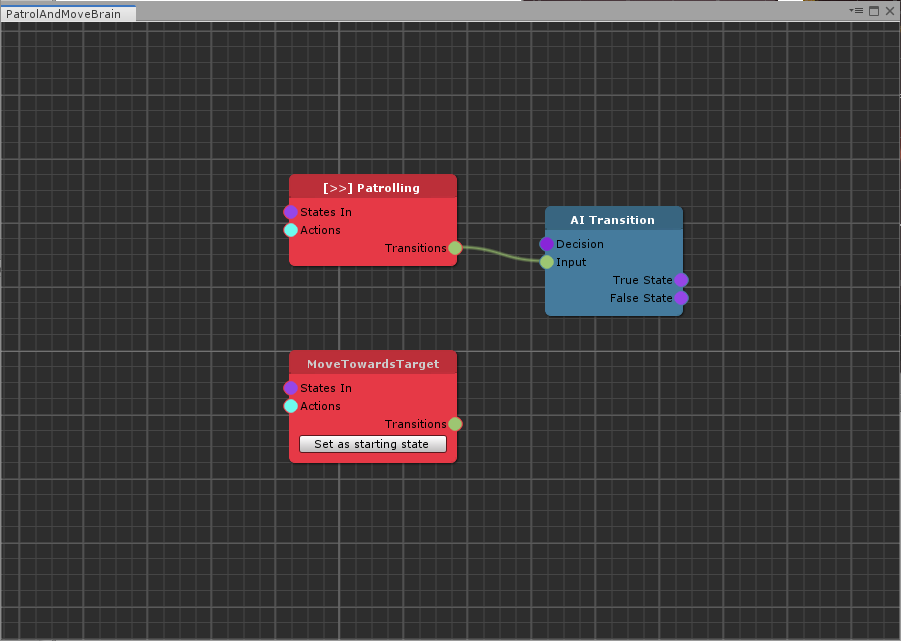 PatrolAndMoveBrain
[>>] Patrolling
States In
Actions
Transitions
AI Transition
Decision
Input
True State
False State
MoveTowardsTarget
States In
Actions
Transitions
Set as starting state